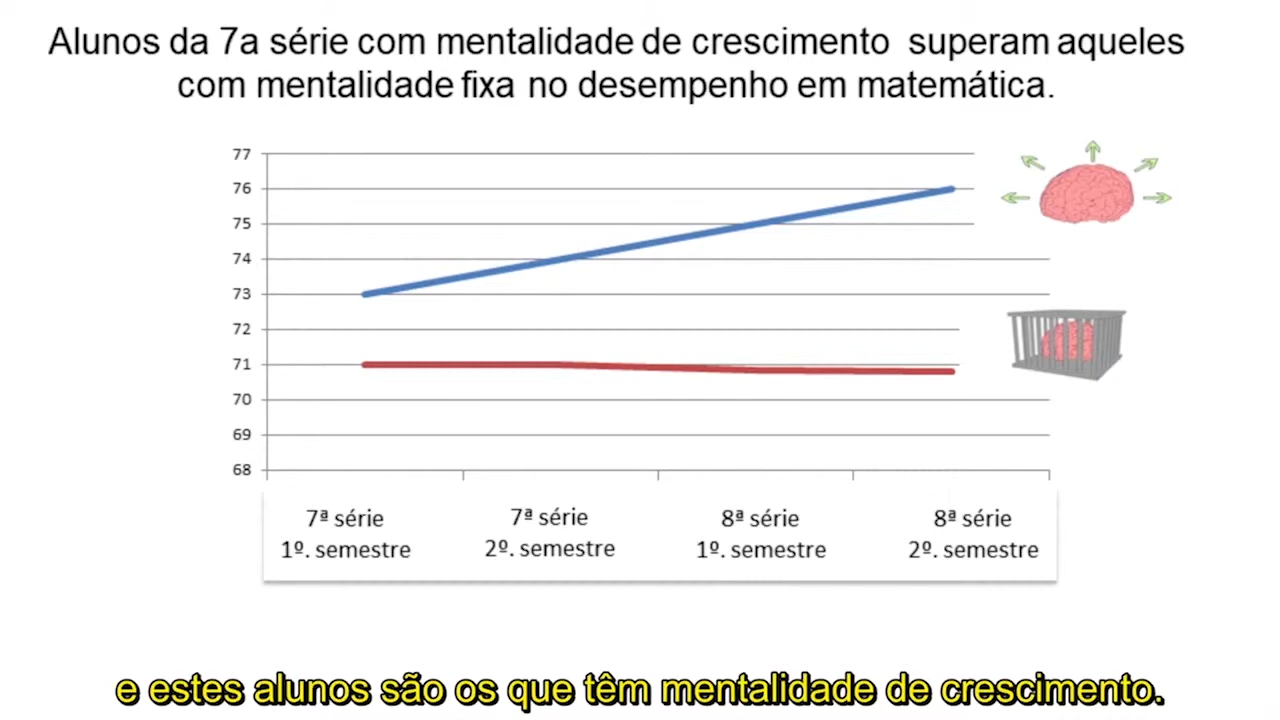 Alunos da 7a série com mentalidade de crescimento superam aqueles
com mentalidade fixa no desempenho em matemática.
77
76
75
74
73
72
71
70
69
68
7ª série
1º. semestre
7ª série
2º. semestre
8ª série
1º. semestre
8ª série
2º. semestre
e estes alunos são os que têm mentalidade de crescimento.